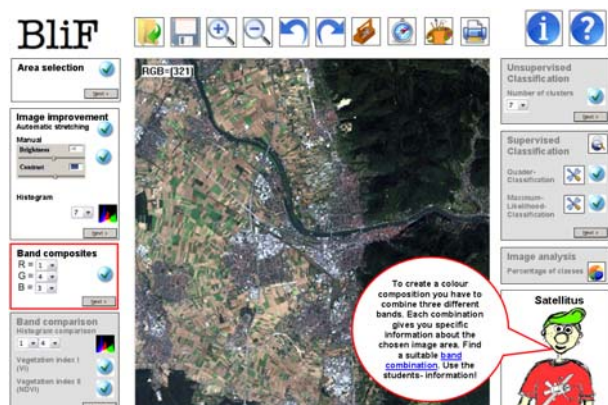 BliF
Area selection
Next >
Image improvement
Automatic stretching
Manual
Brightness
Contrast
Histogram
7
Next >
Band composites
R = 1
G = 4
B = 3
Next >
Band comparison
Histogram comparison
1 4
Vegetation Index I
(VI)
Vegetation Index II
(NDVI)
RGB=(321)
To create a colour
composition you have to
combine three different
bands. Each combination
gives you specific
information about the
chosen image area. Find
a suitable band
combination. Use the
students- information!
i ?
Unsupervised
Classification
Number of clusters
7
Next >
Supervised
Classification
Quader-
Classification
Maximum-
Likelihood-
Classification
Next >
Image analysis
Percentage of classes
Satellitus